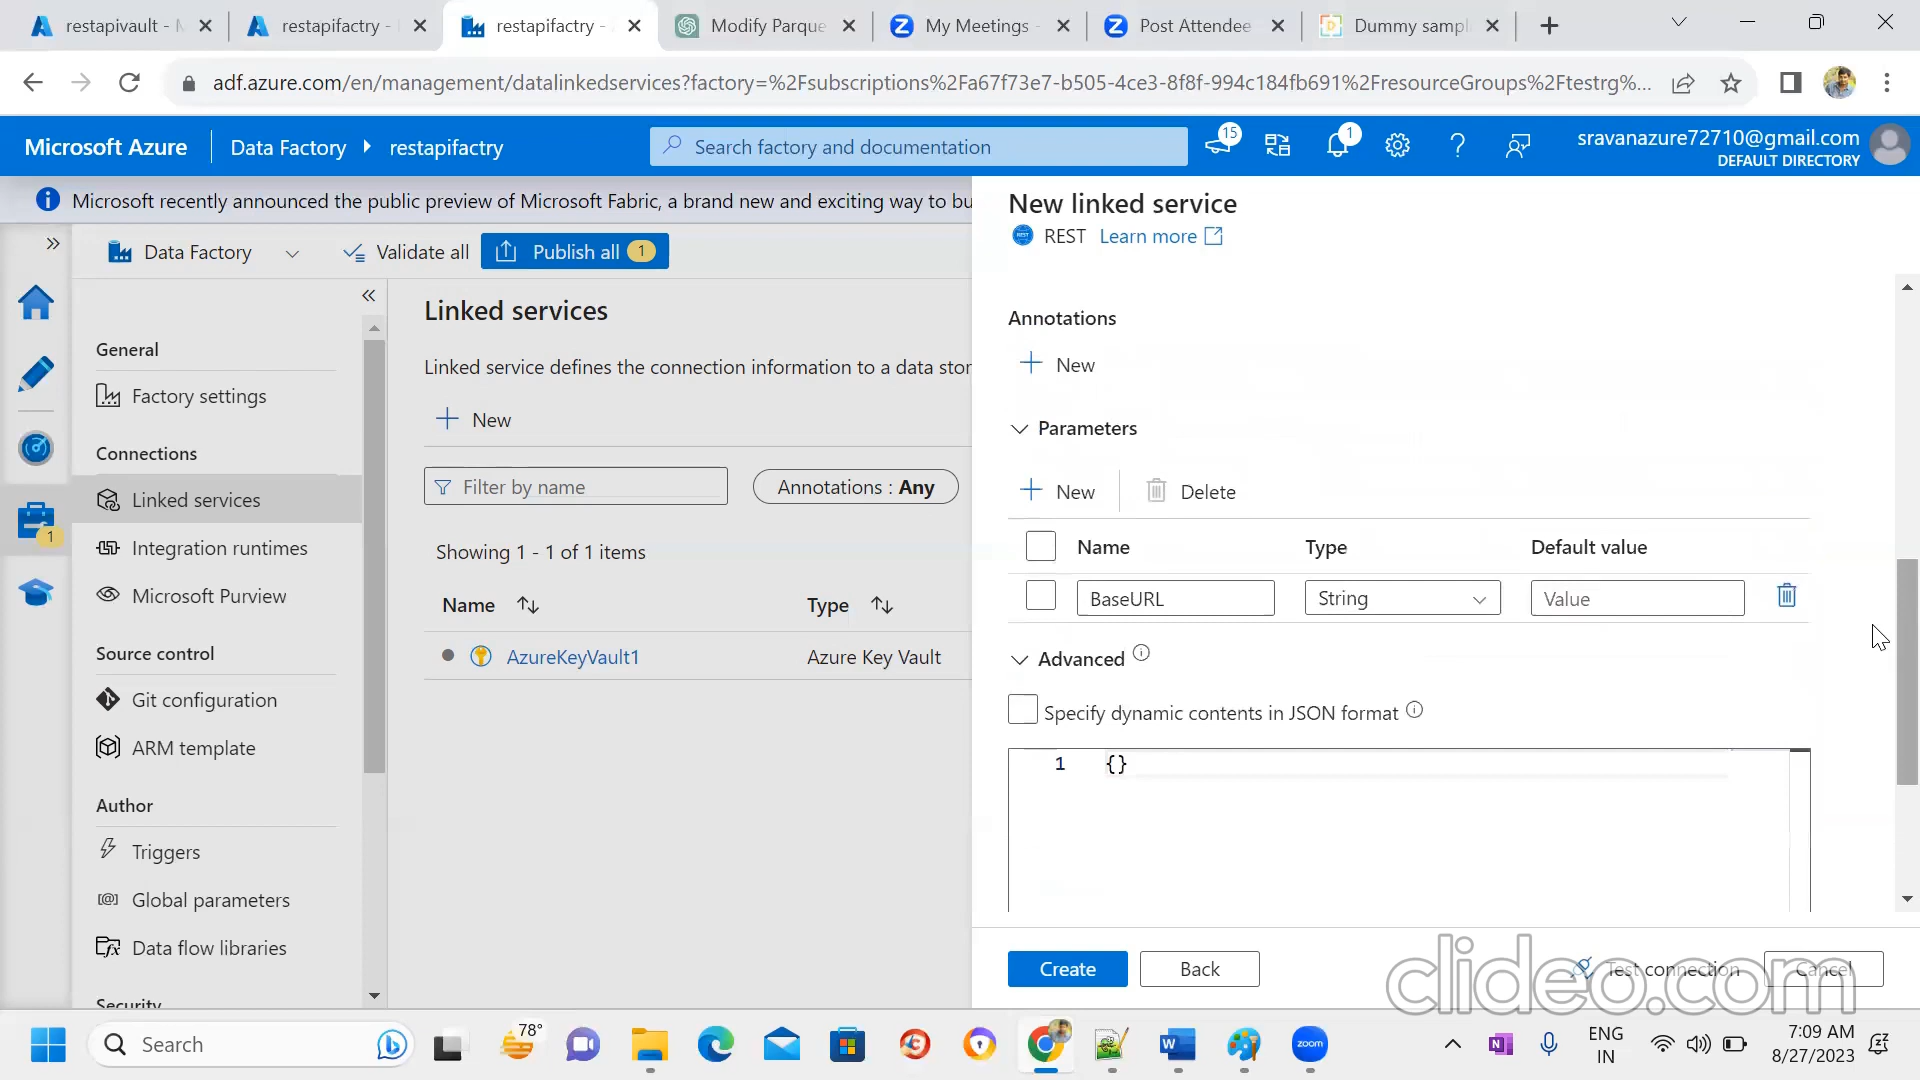 restapivault - M
restapifactry -
restapifactry -
Modify Parque
My Meetings -
Post Attendee
Dummy sampl
adf.azure.com/en/management/datalinkedservices?factory=%2Fsubscriptions%2Fa67f73e7-b505-4ce3-8f8f-994c184fb691%2FresourceGroups%2Ftestrg%...
Microsoft Azure
Data Factory
restapifactry
Search factory and documentation
15
1
sravanazure72710@gmail.com
DEFAULT DIRECTORY
Microsoft recently announced the public preview of Microsoft Fabric, a brand new and exciting way to bu
Data Factory
Validate all
Publish all 1
General
Factory settings
Connections
Linked services
Integration runtimes
Microsoft Purview
Source control
Git configuration
ARM template
Author
Triggers
Global parameters
Data flow libraries
Security
1
Linked services
Linked service defines the connection information to a data stor
New
Filter by name
Annotations : Any
Showing 1 - 1 of 1 items
Name
Type
AzureKeyVault1
Azure Key Vault
New linked service
REST Learn more
Annotations
New
Parameters
New
Delete
Name
Type
Default value
BaseURL
String
Value
Advanced
Specify dynamic contents in JSON format
1 {}
Create
Back
Test connection
Cancel
clideo.com
Search
78°
zoom
ENG
IN
7:09 AM
8/27/2023